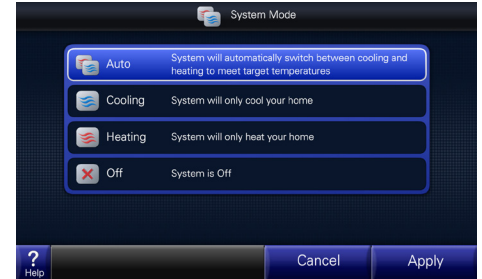 System Mode
Auto
System will automatically switch between cooling and
heating to meet target temperatures
Cooling
System will only cool your home
Heating
System will only heat your home
Off
System is Off
?
Help
Cancel
Apply